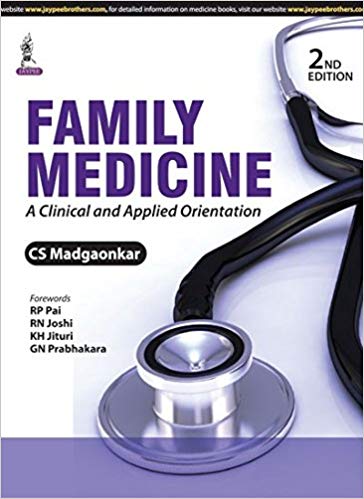 website www.jaypeebrothers.com, for detailed information on medicine books, visit our website www.jaypeebrothers.com
JAYPEE
2ND
EDITION
FAMILY
MEDICINE
A Clinical and Applied Orientation
CS Madgaonkar
Forewords
RP Pai
RN Joshi
KH Jituri
GN Prabhakara